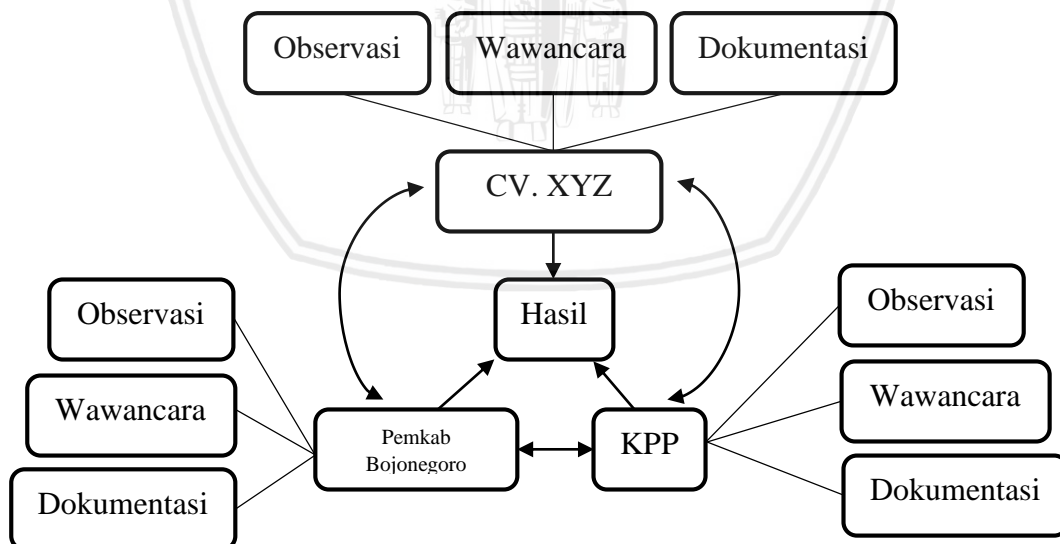 Observasi
Wawancara
Dokumentasi
CV. XYZ
Hasil
Observasi
Wawancara
Dokumentasi
Pemkab
Bojonegoro
KPP
Observasi
Wawancara
Dokumentasi